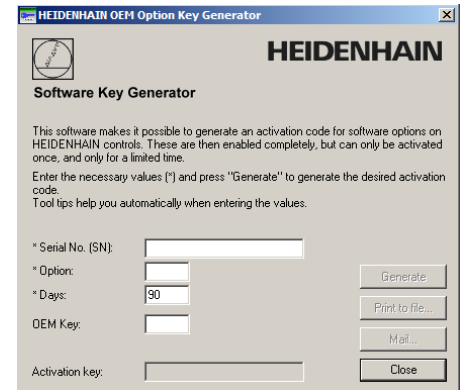 HEIDENHAIN OEM Option Key Generator
HEIDENHAIN
Software Key Generator
This software makes it possible to generate an activation code for software options on
HEIDENHAIN controls. These are then enabled completely, but can only be activated
once, and only for a limited time.
Enter the necessary values (*) and press "Generate" to generate the desired activation
code.
Tool tips help you automatically when entering the values.
* Serial No. (SN):
* Option:
Generate
* Days: 90
Print to file...
OEM Key:
Mail...
Activation key:
Close